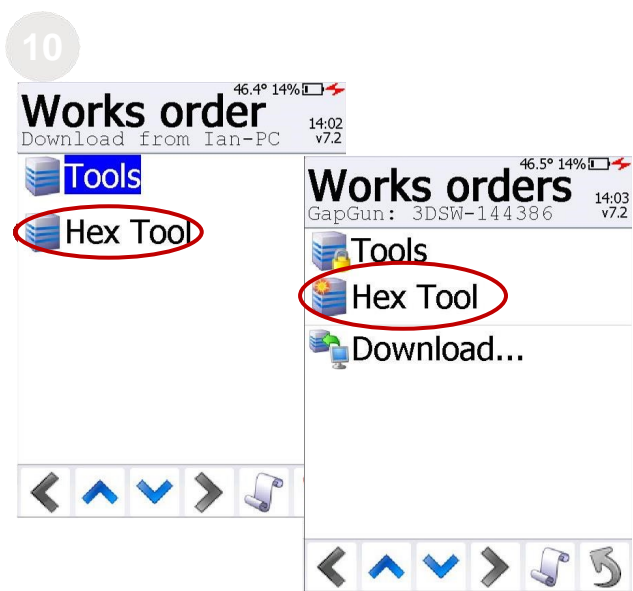 10
46.4° 14%
Works order
14:02
Download from Ian-PC
v7.2
Tools
Hex Tool
46.5° 14%
Works orders
14:03
GapGun: 3DSW-144386
v7.2
Tools
Hex Tool
Download...